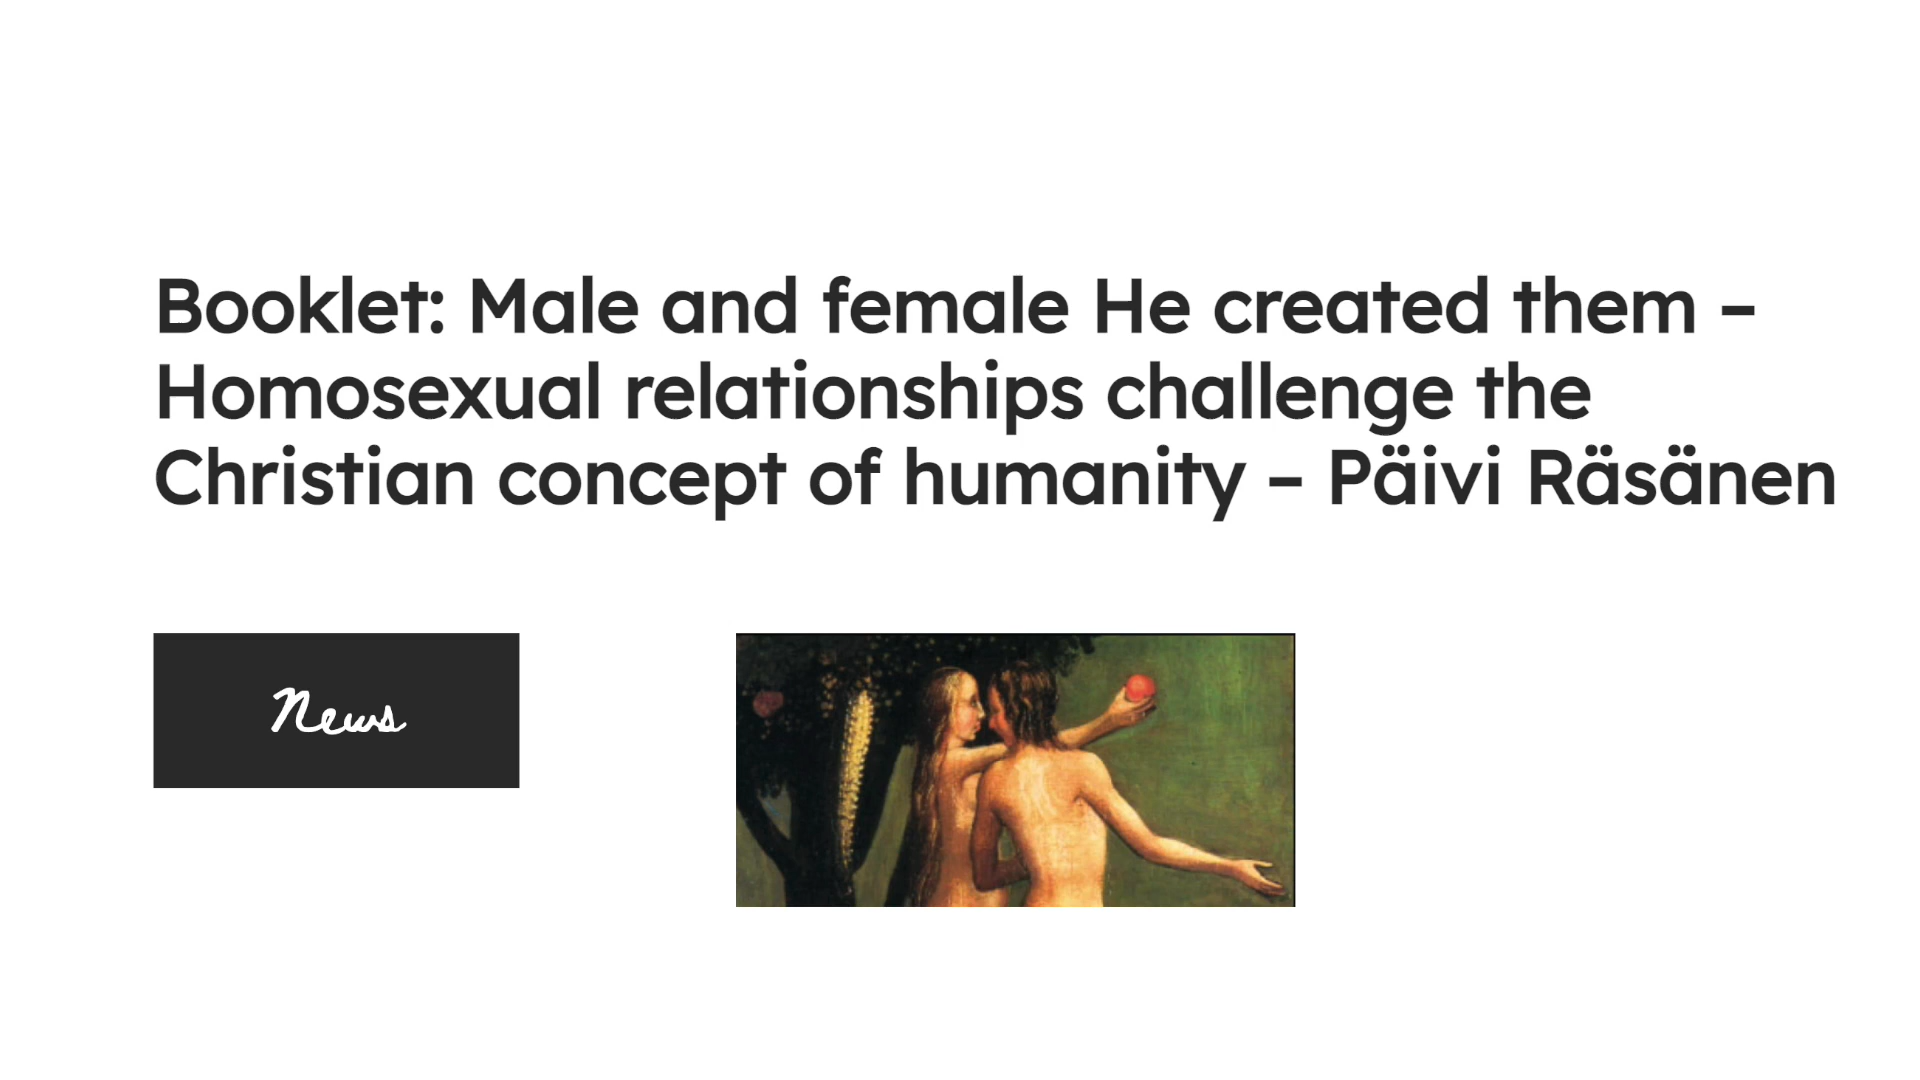 Booklet: Male and female He created them –
Homosexual relationships challenge the
Christian concept of humanity – Päivi Räsänen
News